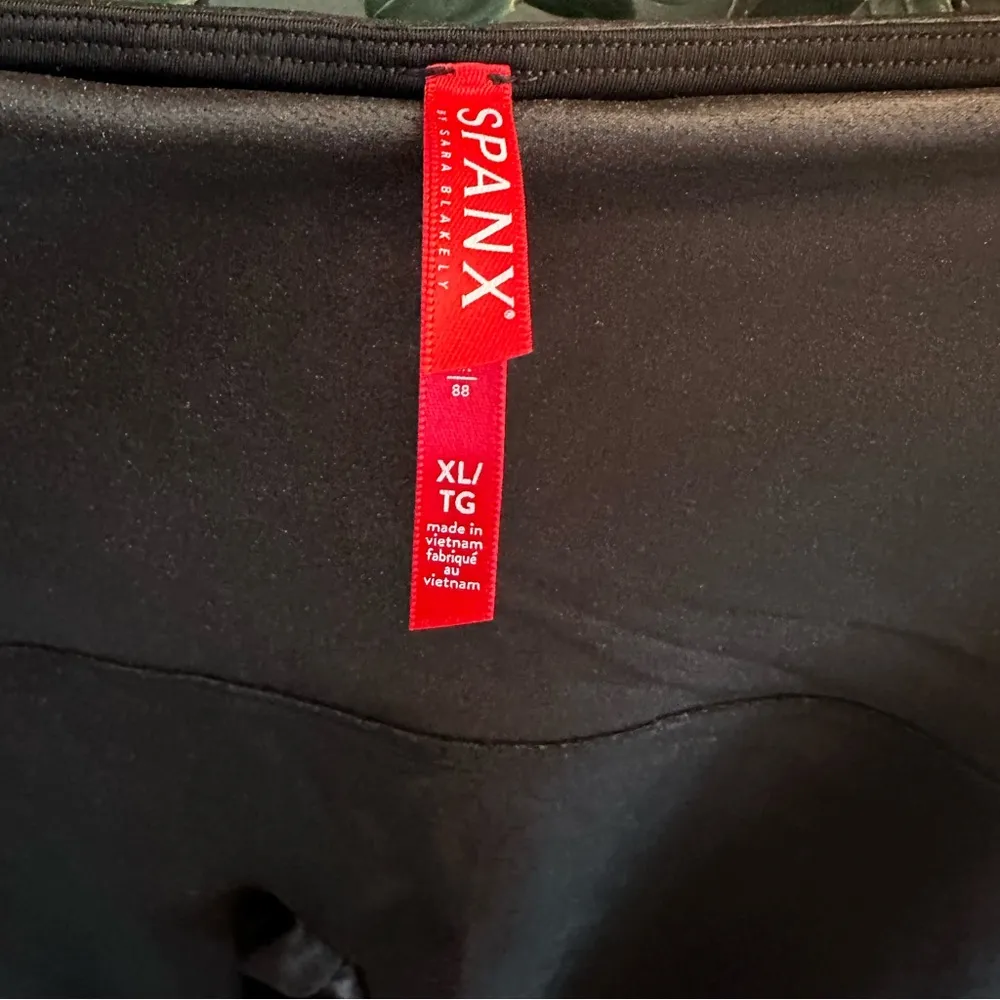 SPANX®
BY SARA BLAKELY
88
XL/
TG
made in
vietnam
fabriqué
au
vietnam